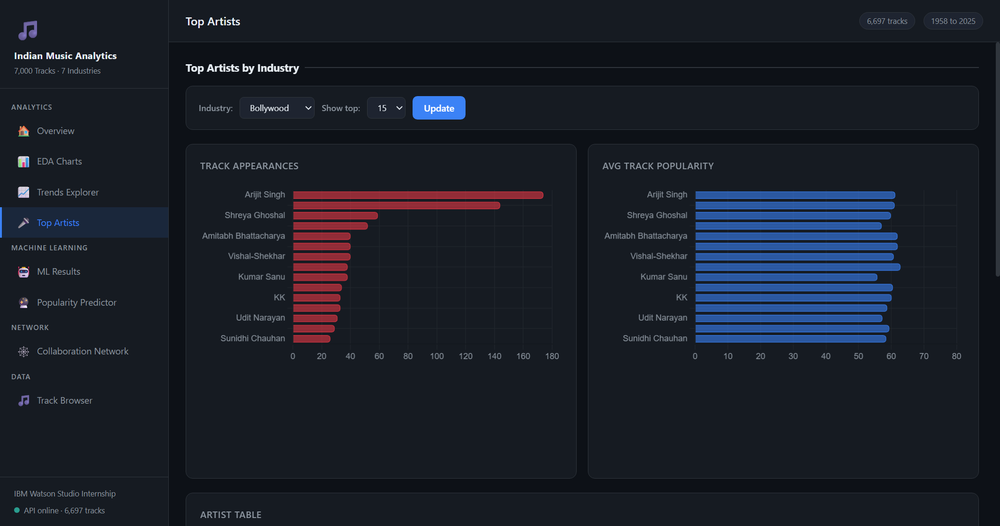 Indian Music Analytics
7,000 Tracks · 7 Industries
ANALYTICS
Overview
EDA Charts
Trends Explorer
Top Artists
MACHINE LEARNING
ML Results
Popularity Predictor
NETWORK
Collaboration Network
DATA
Track Browser
IBM Watson Studio Internship
API online · 6,697 tracks
Top Artists
6,697 tracks
1958 to 2025
Top Artists by Industry
Industry: Bollywood Show top: 15 Update
TRACK APPEARANCES
Arijit Singh
Shreya Ghoshal
Amitabh Bhattacharya
Vishal-Shekhar
Kumar Sanu
KK
Udit Narayan
Sunidhi Chauhan
0 20 40 60 80 100 120 140 160 180
AVG TRACK POPULARITY
Arijit Singh
Shreya Ghoshal
Amitabh Bhattacharya
Vishal-Shekhar
Kumar Sanu
KK
Udit Narayan
Sunidhi Chauhan
0 10 20 30 40 50 60 70 80
ARTIST TABLE